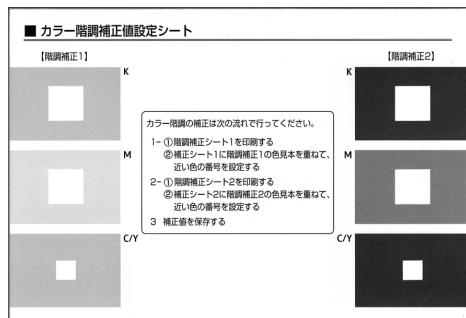 ■ カラー階調補正値設定シート
【階調補正1】
【階調補正2】
K
K
カラー階調の補正は次の流れで行ってください。
1- ①階調補正シート1を印刷する
②補正シート1に階調補正1の色見本を重ねて、
近い色の番号を設定する
M
M
2- ①階調補正シート2を印刷する
②補正シート2に階調補正2の色見本を重ねて、
近い色の番号を設定する
3 補正値を保存する
C/Y
C/Y